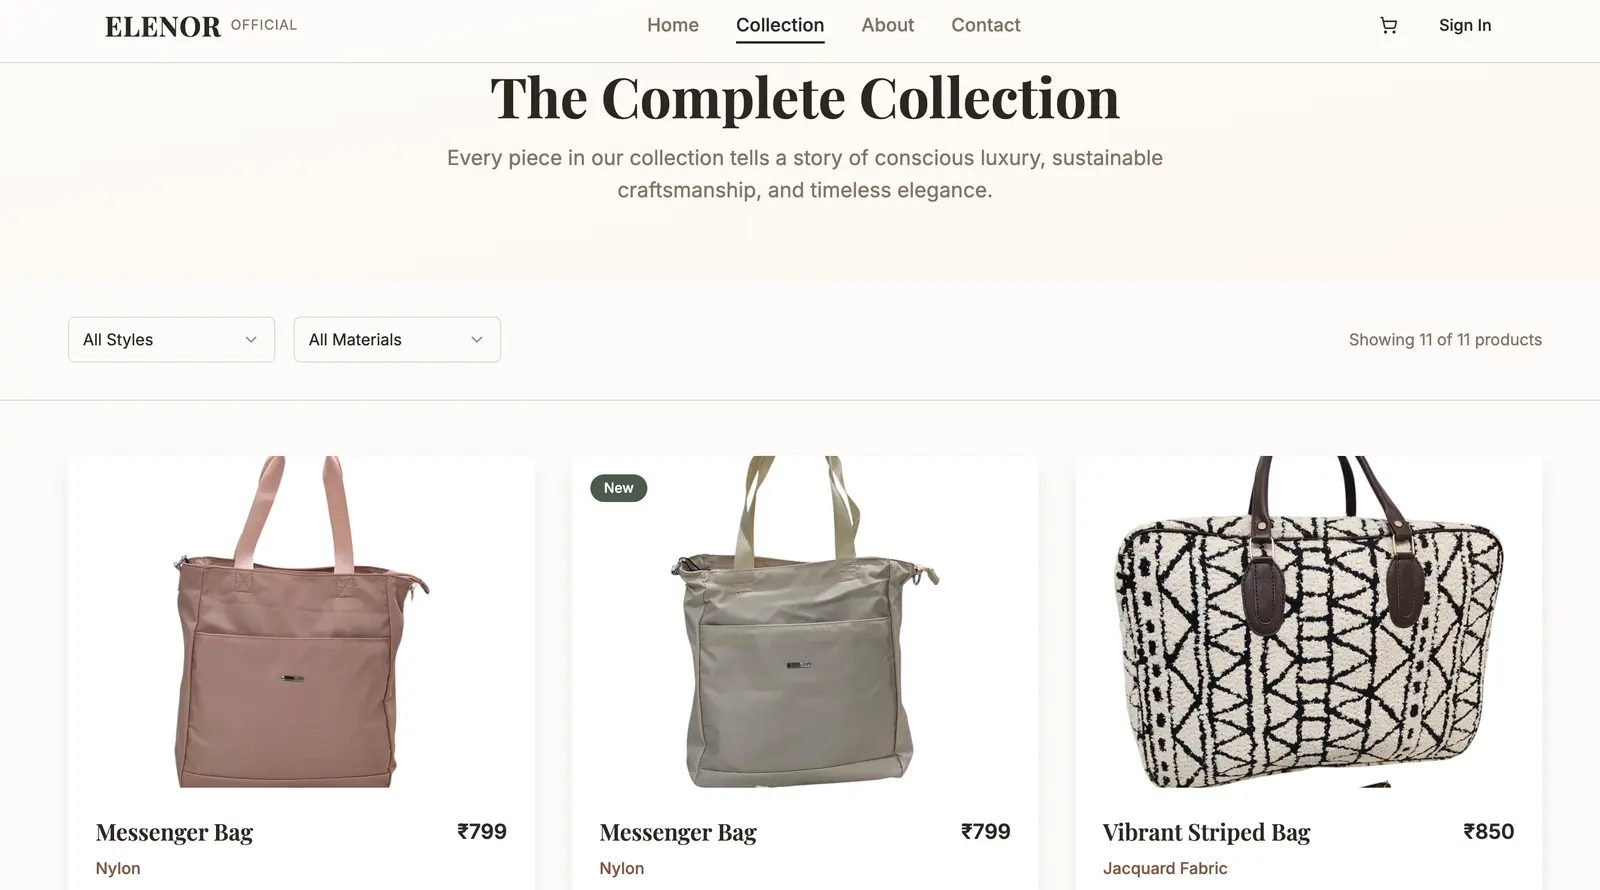 ELENOR OFFICIAL
Home Collection About Contact
Sign In
The Complete Collection
Every piece in our collection tells a story of conscious luxury, sustainable
craftsmanship, and timeless elegance.
All Styles
All Materials
Showing 11 of 11 products
New
Messenger Bag ₹799
Nylon
Messenger Bag ₹799
Nylon
Vibrant Striped Bag ₹850
Jacquard Fabric